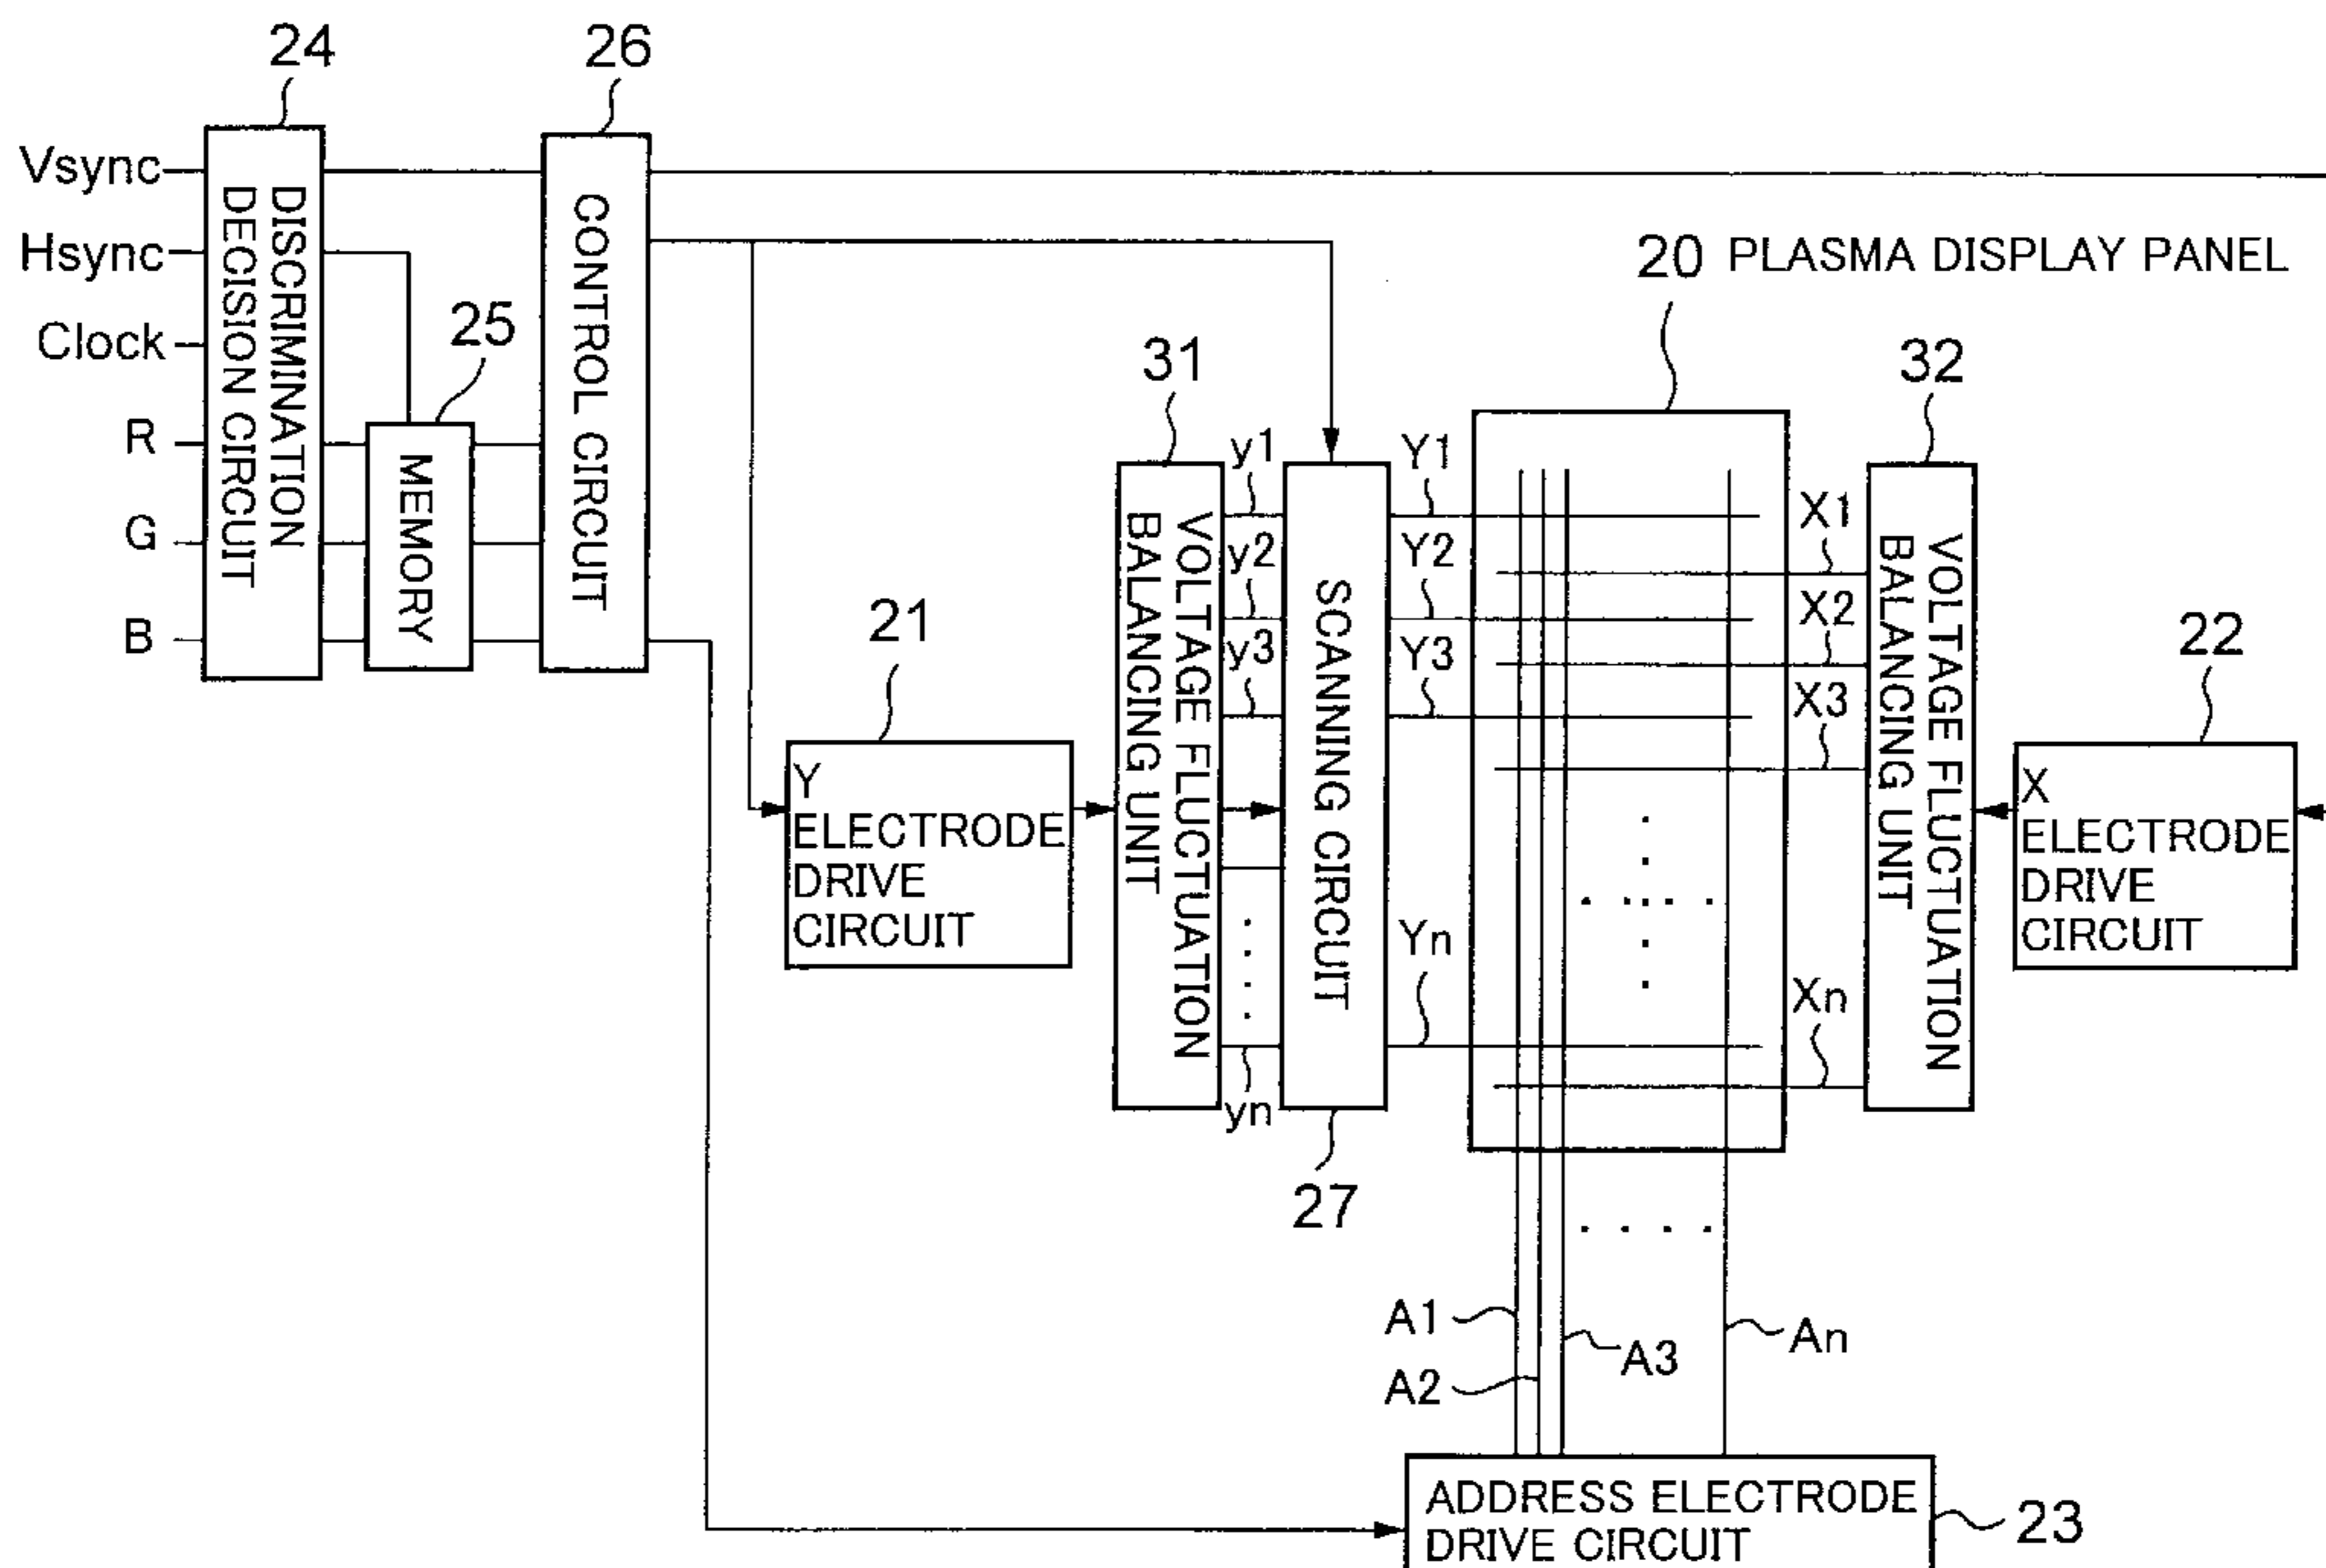 24
26
Vsync
Hsync
Clock
R
G
B
DISCRIMINATION
DECISION CIRCUIT
25
MEMORY
CONTROL CIRCUIT
20 PLASMA DISPLAY PANEL
21
Y
ELECTRODE
DRIVE
CIRCUIT
31
VOLTAGE FLUCTUATION
BALANCING UNIT
y1
y2
y3
yn
SCANNING CIRCUIT
27
Y1
Y2
Y3
Yn
X1
X2
X3
Xn
32
VOLTAGE FLUCTUATION
BALANCING UNIT
22
X
ELECTRODE
DRIVE
CIRCUIT
A1
A2
A3
An
ADDRESS ELECTRODE
DRIVE CIRCUIT
23